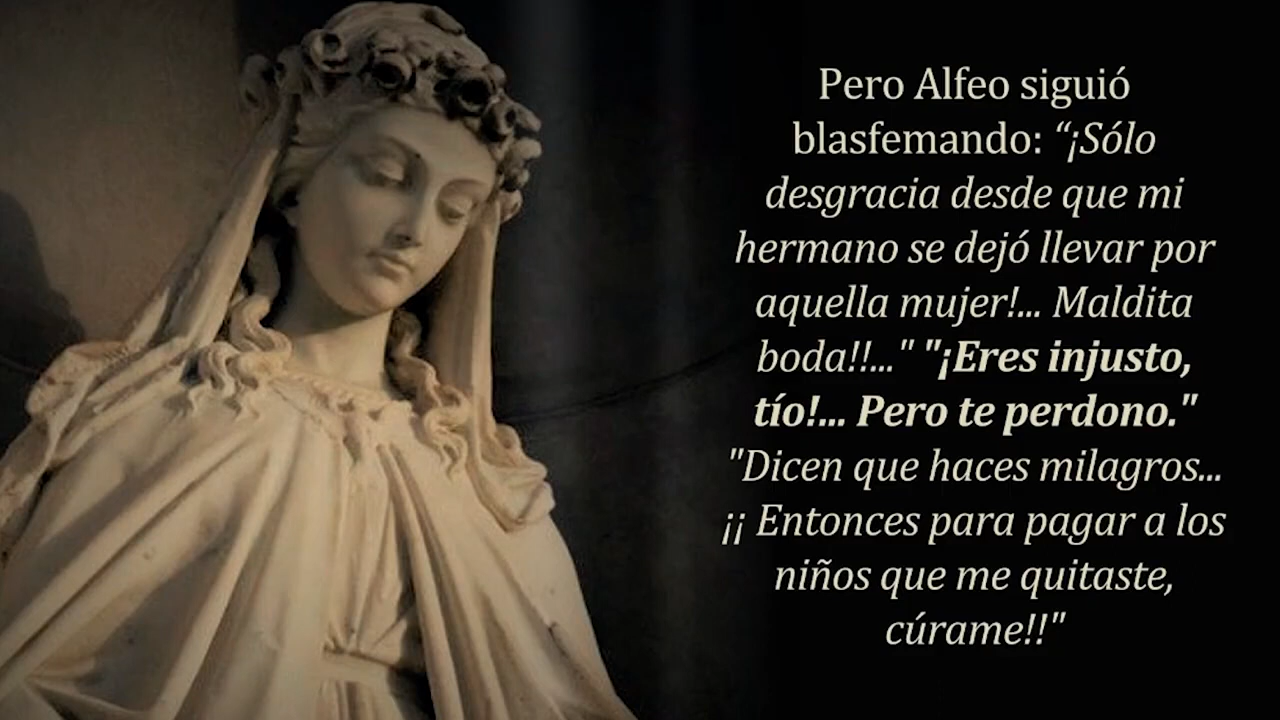 Pero Alfeo siguió
blasfemando: “¡Sólo
desgracia desde que mi
hermano se dejó llevar por
aquella mujer!... Maldita
boda!!..." "¡Eres injusto,
tío!... Pero te perdono."
"Dicen que haces milagros...
¡¡ Entonces para pagar a los
niños que me quitaste,
cúrame!!"